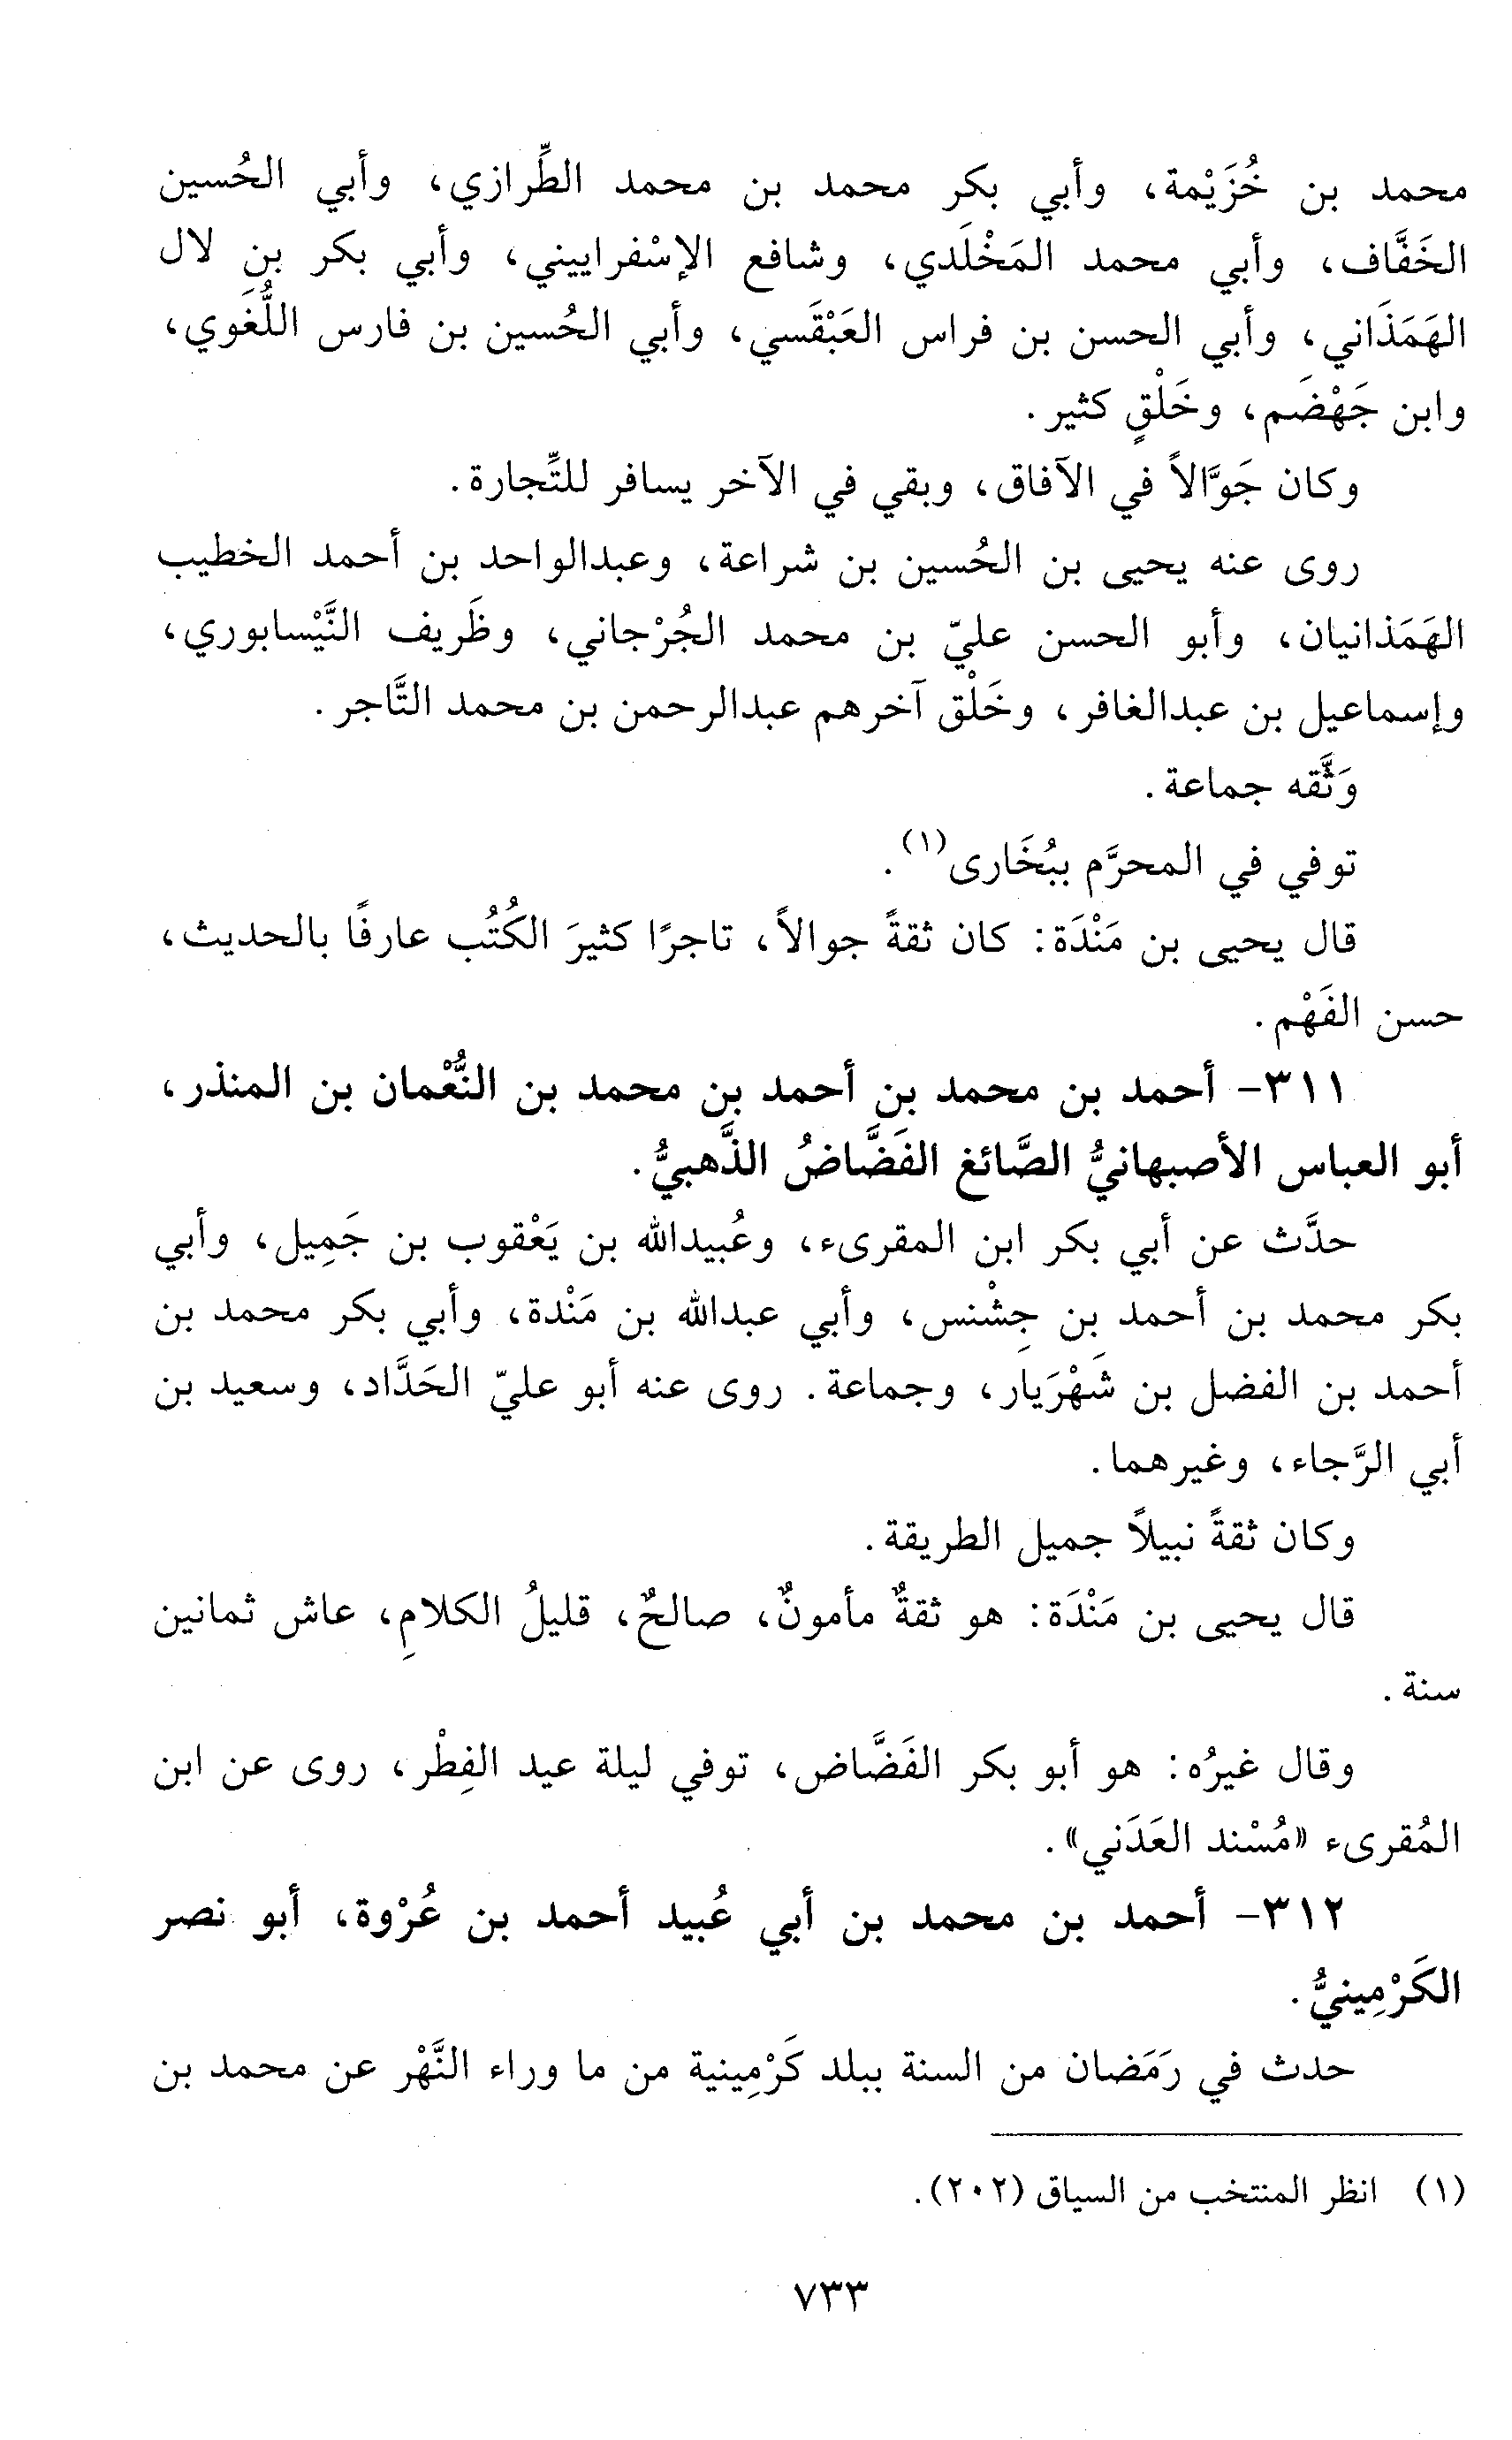 محمد بن خُزَيْمة، وأبي بكر محمد بن محمد الطِّرازي، وأبي الحُسين
الخَفَّاف، وأبي محمد المَخْلَدي، وشافع الإسْفراييني، وأبي بكر بنِ لال
الهَمَذَاني، وأبي الحسن بن فراس العَبْقَسي، وأبي الحُسين بن فارس اللُّغَوي،
وابن جَهْضَم، وخَلْقٍ كثير.
وكان جَوَّالاً في الآفاق، وبقي في الآخر يسافر للتِّجارة.
روى عنه يحيى بن الحُسين بن شراعة، وعبدالواحد بن أحمد الخطيب
الهَمَذانيان، وأبو الحسن عليّ بن محمد الجُرْجاني، وظَريف النَّيْسابوري،
وإسماعيل بن عبدالغافر، وخَلْق آخرهم عبدالرحمن بن محمد التَّاجر.
وَثَّقه جماعة.
توفي في المحرَّم ببُخَارى(١).
قال يحيى بن مَنْدَة: كان ثقةً جوالاً، تاجرًا كثيرَ الكُتُب عارفًا بالحديث،
حسن الفَهْم.
٣١١- أحمد بن محمد بن أحمد بن محمد بن النُّعْمان بن المنذر،
أبو العباس الأصبهانيُّ الصَّائغ الفَضَّاضُ الذَّهبيُّ.
حدَّث عن أبي بكر ابن المقرىء، وعُبيدالله بن يَعْقوب بن جَمِيل، وأبي
بكر محمد بن أحمد بن جِشْنس، وأبي عبدالله بن مَنْدة، وأبي بكر محمد بن
أحمد بن الفضل بن شَهْرَيار، وجماعة. روى عنه أبو عليّ الحَدَّاد، وسعيد بن
أبي الرَّجاء، وغيرهما.
وكان ثقةً نبيلاً جميل الطريقة.
قال يحيى بن مَنْدَة: هو ثقةٌ مأمونٌ، صالحٌ، قليلُ الكلامِ، عاش ثمانين
سنة.
وقال غيرُه: هو أبو بكر الفَضَّاض، توفي ليلة عيد الفِطْر، روى عن ابن
المُقرىء «مُسْند العَدَني».
٣١٢- أحمد بن محمد بن أبي عُبيد أحمد بن عُرْوة، أبو نصر
الكَرْمِينيُّ.
حدث في رَمَضان من السنة ببلد كَرْمِينية من ما وراء النَّهْر عن محمد بن
(١) انظر المنتخب من السياق (٢٠٢).
٧٣٣